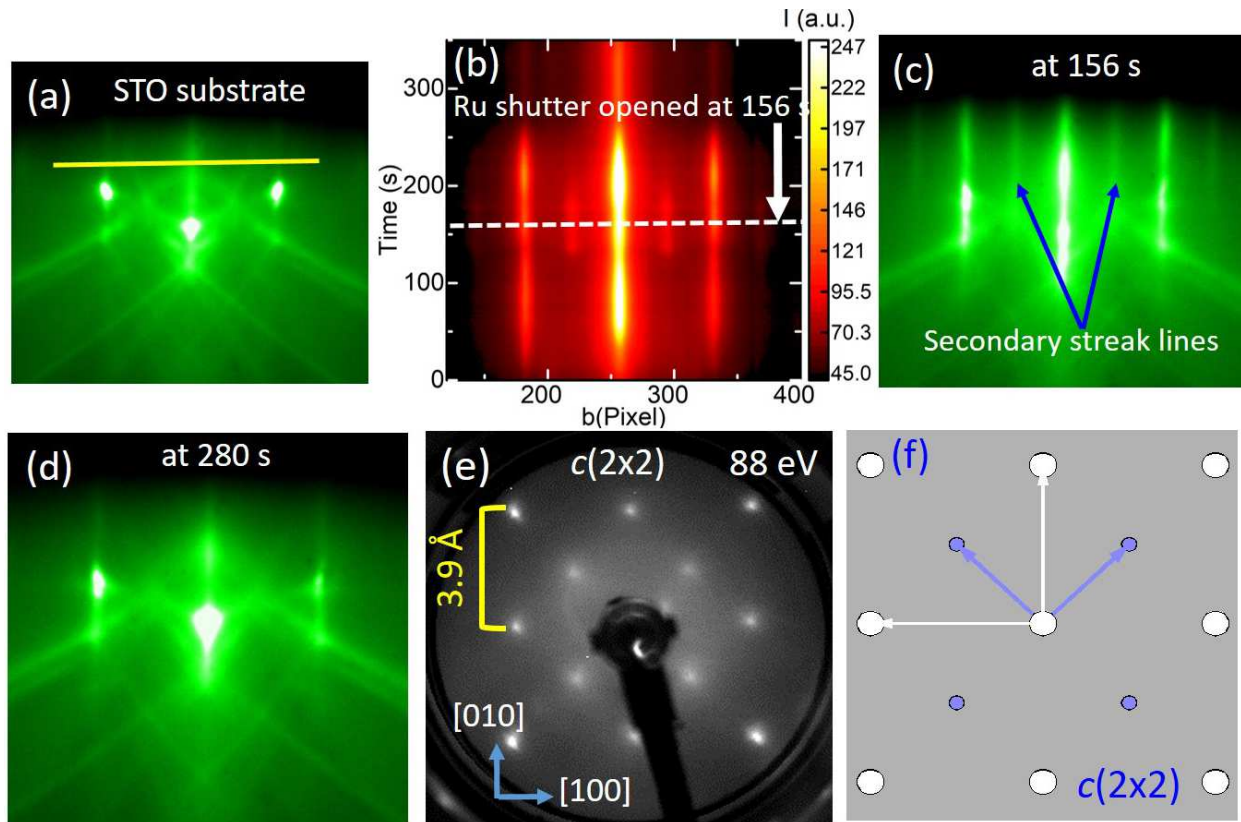 (a)
STO substrate
(b)
Ru shutter opened at 156 s
Time (s)
300
200
100
0
200
300
400
b(Pixel)
I (a.u.)
247
222
197
171
146
121
95.5
70.3
45.0
(c)
at 156 s
Secondary streak lines
(d)
at 280 s
(e)
c(2x2)
88 eV
3.9 Å
[010]
[100]
(f)
c(2x2)